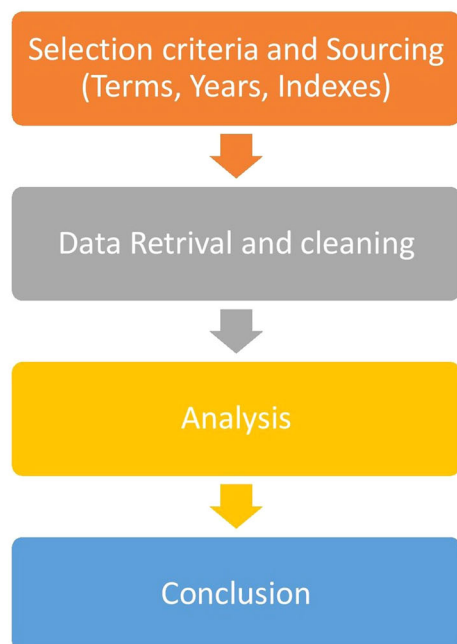 Selection criteria and Sourcing
(Terms, Years, Indexes)
Data Retrival and cleaning
Analysis
Conclusion